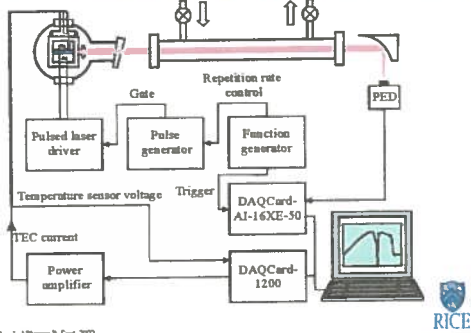 Repetition rate
control
Gate
PED
Pulsed laser
driver
Pulse
generator
Function
generator
Trigger
Temperature sensor voltage
DAQCard-
AI-16XE-50
TEC current
Power
amplifier
DAQCard-
1200
RICE